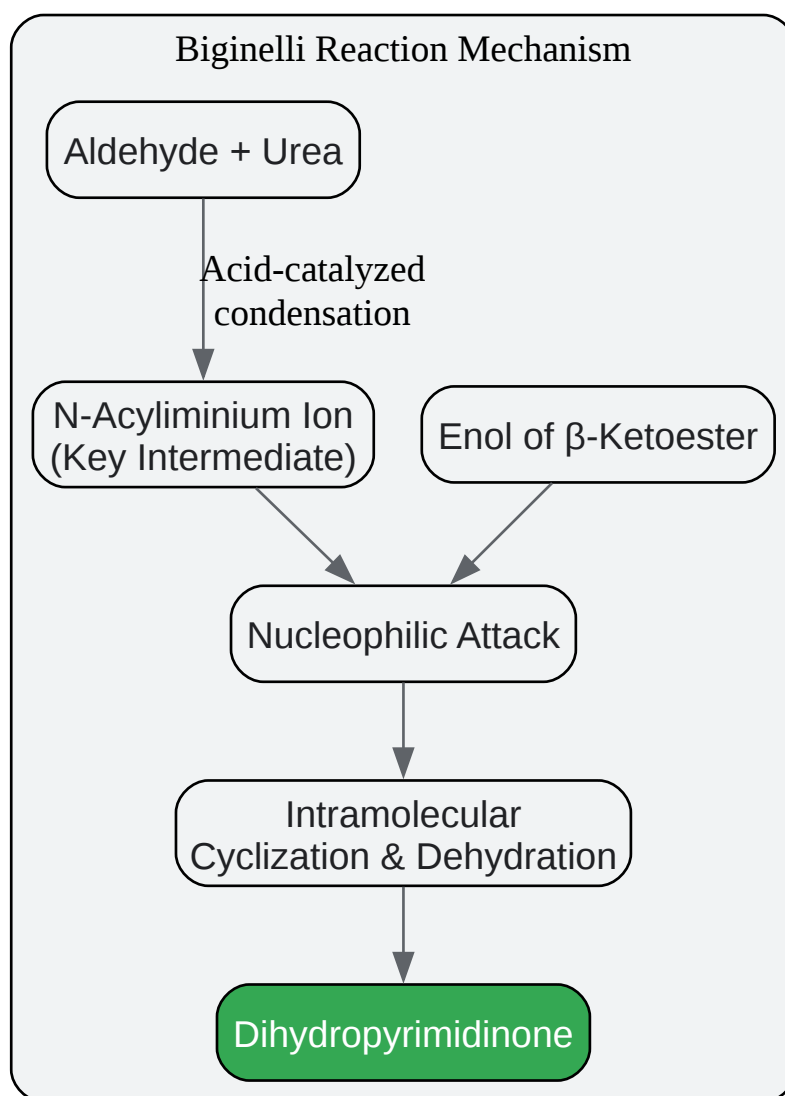 Biginelli Reaction Mechanism
Aldehyde + Urea
Acid-catalyzed
condensation
N-Acyliminium Ion
(Key Intermediate)
Enol of β-Ketoester
Nucleophilic Attack
Intramolecular
Cyclization & Dehydration
Dihydropyrimidinone